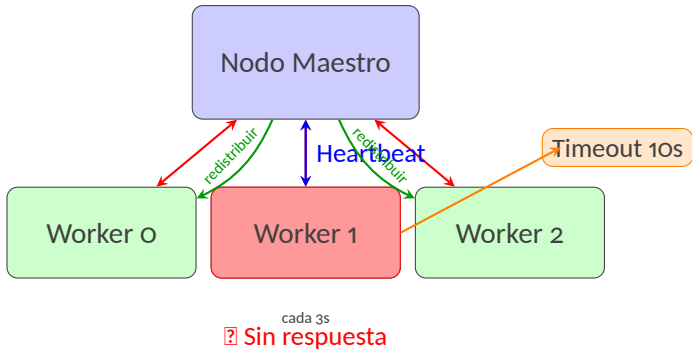 Nodo Maestro
redistribuir
redistribuir
Heartbeat
Timeout 10s
Worker 0
Worker 1
Worker 2
cada 3s
Sin respuesta